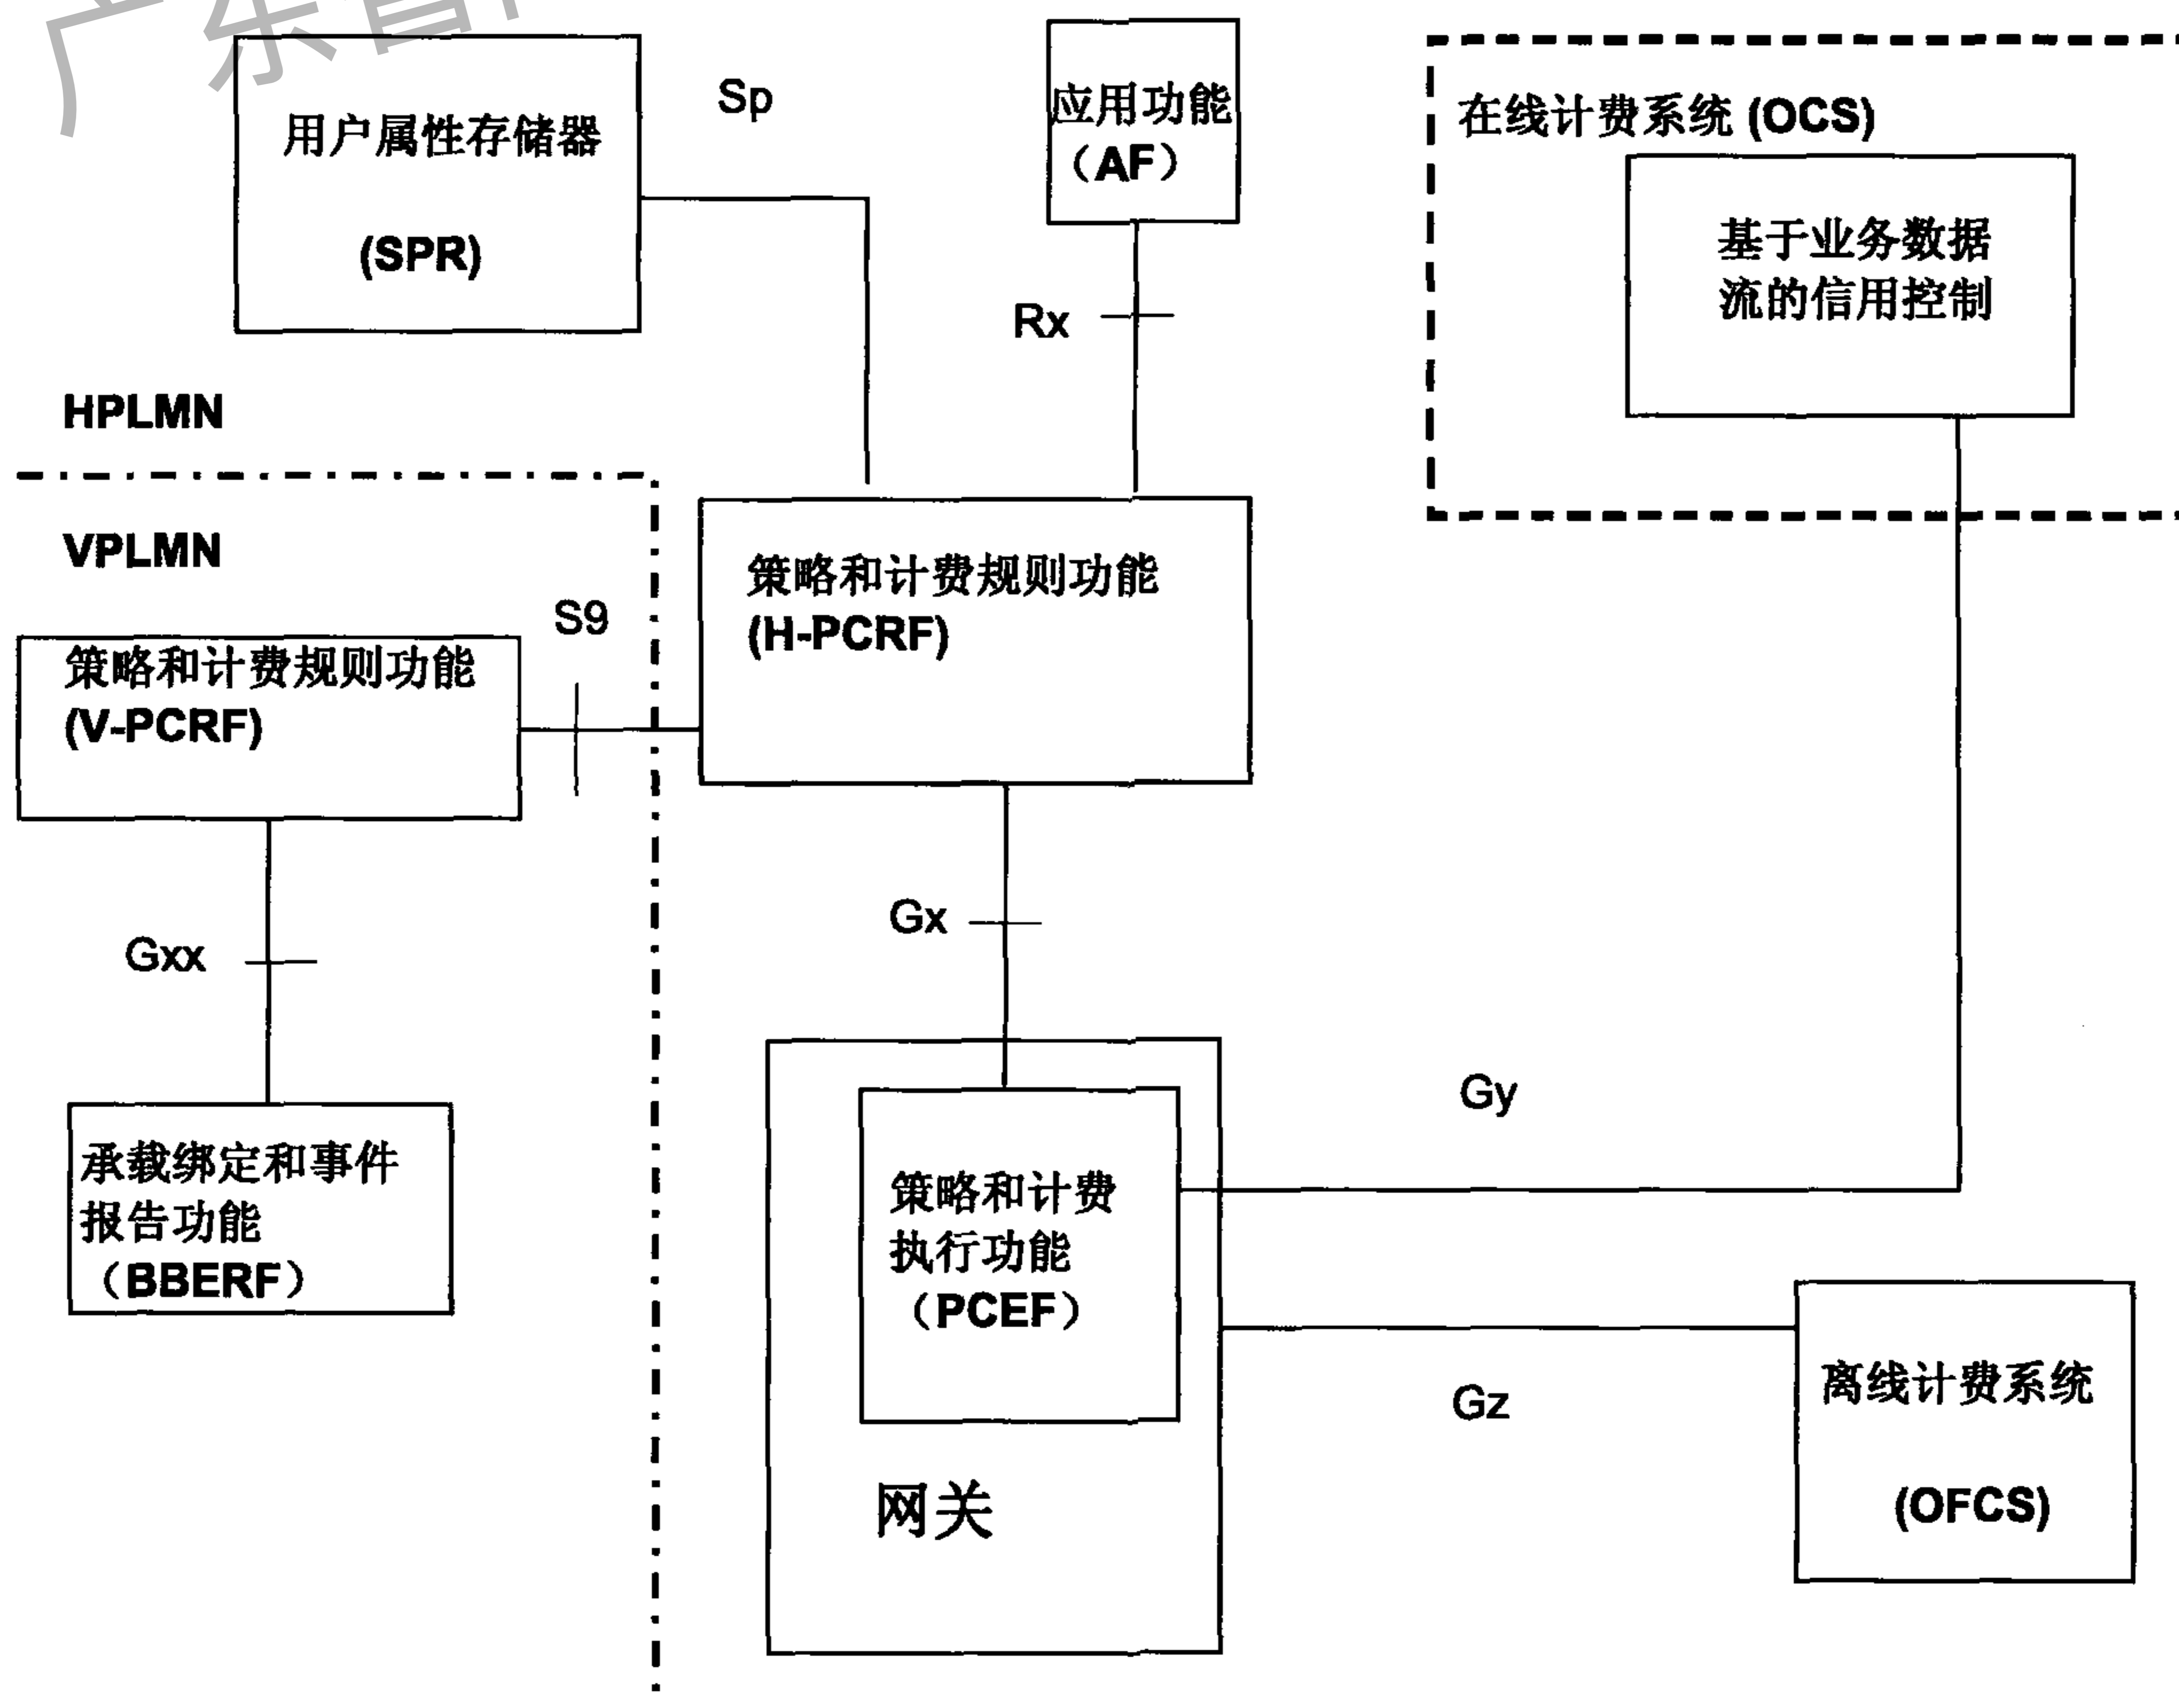 广东省
用户属性存储器
(SPR)
Sp
应用功能
（AF）
在线计费系统 (OCS)
基于业务数据
流的信用控制
Rx
HPLMN
VPLMN
策略和计费规则功能
(H-PCRF)
S9
策略和计费规则功能
(V-PCRF)
Gx
Gxx
承载绑定和事件
报告功能
（BBERF）
策略和计费
执行功能
（PCEF）
网关
Gy
Gz
离线计费系统
(OFCS)